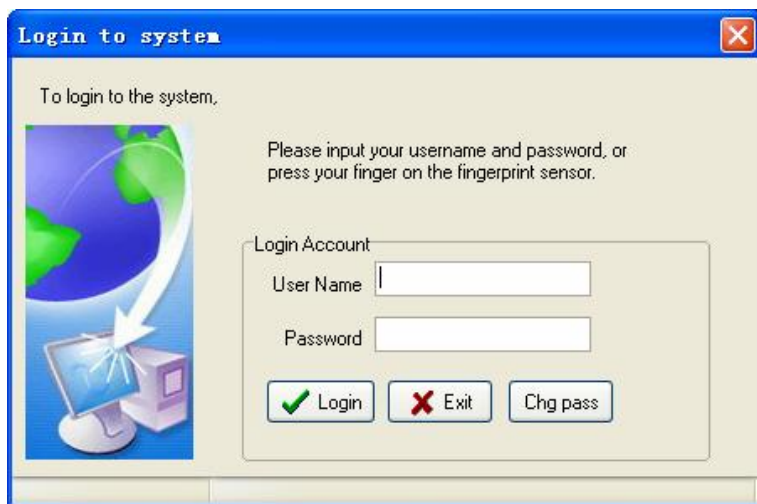 Login to system
To login to the system,
Please input your username and password, or
press your finger on the fingerprint sensor.
Login Account
User Name
Password
Login Exit Chg pass